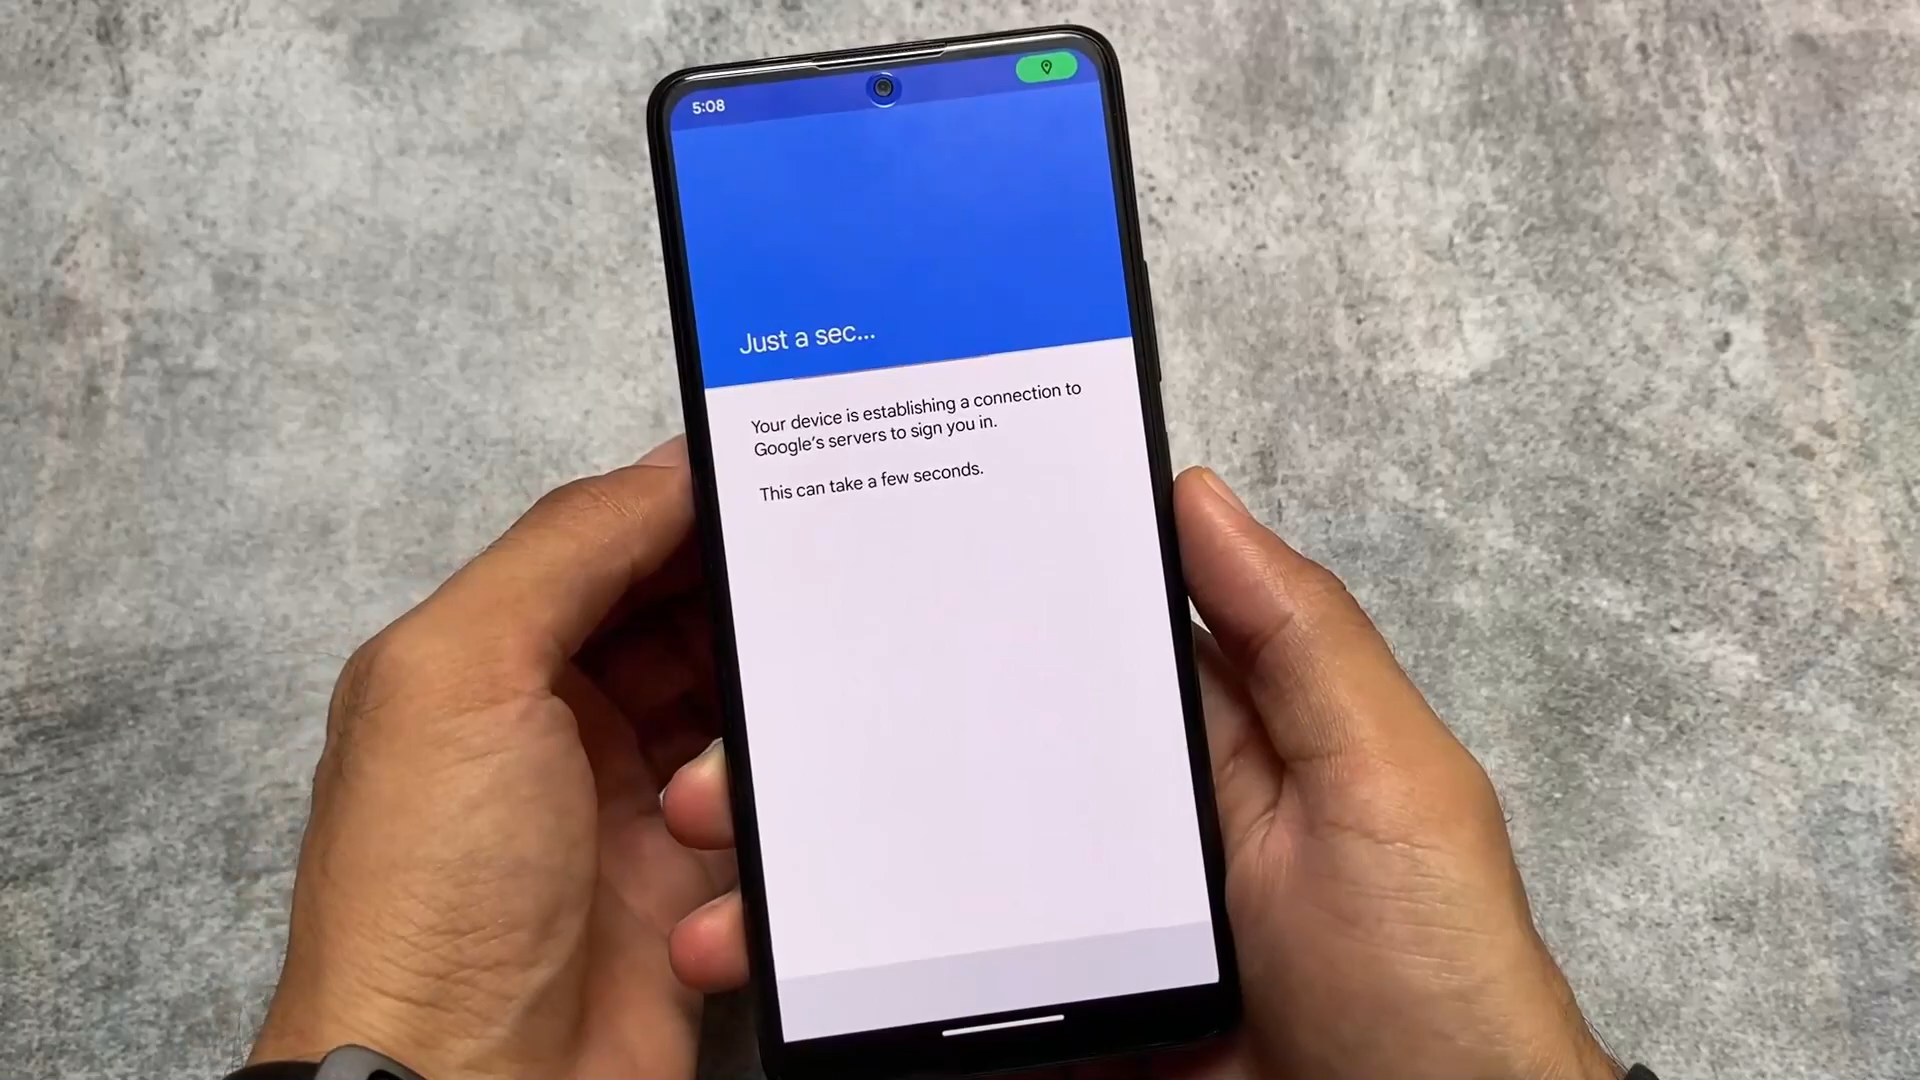 5:08
Just a sec...
Your device is establishing a connection to
Google's servers to sign you in.
This can take a few seconds.